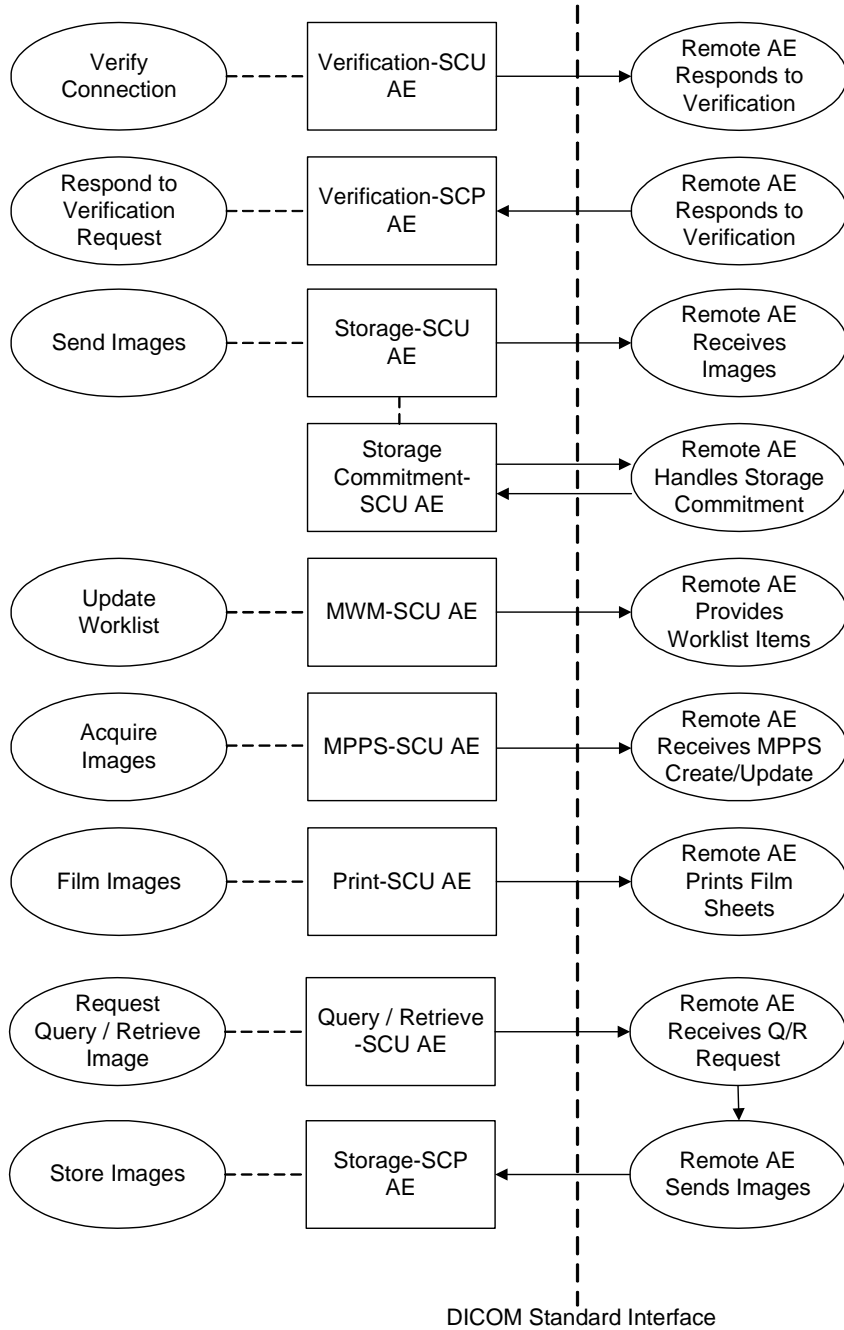 Verify
Connection
Verification-SCU
AE
Remote AE
Responds to
Verification
Respond to
Verification
Request
Verification-SCP
AE
Remote AE
Responds to
Verification
Send Images
Storage-SCU
AE
Remote AE
Receives
Images
Storage
Commitment-
SCU AE
Remote AE
Handles Storage
Commitment
Update
Worklist
MWM-SCU AE
Remote AE
Provides
Worklist Items
Acquire
Images
MPPS-SCU AE
Remote AE
Receives MPPS
Create/Update
Film Images
Print-SCU AE
Remote AE
Prints Film
Sheets
Request
Query / Retrieve
Image
Query / Retrieve
-SCU AE
Remote AE
Receives Q/R
Request
Store Images
Storage-SCP
AE
Remote AE
Sends Images
DICOM Standard Interface